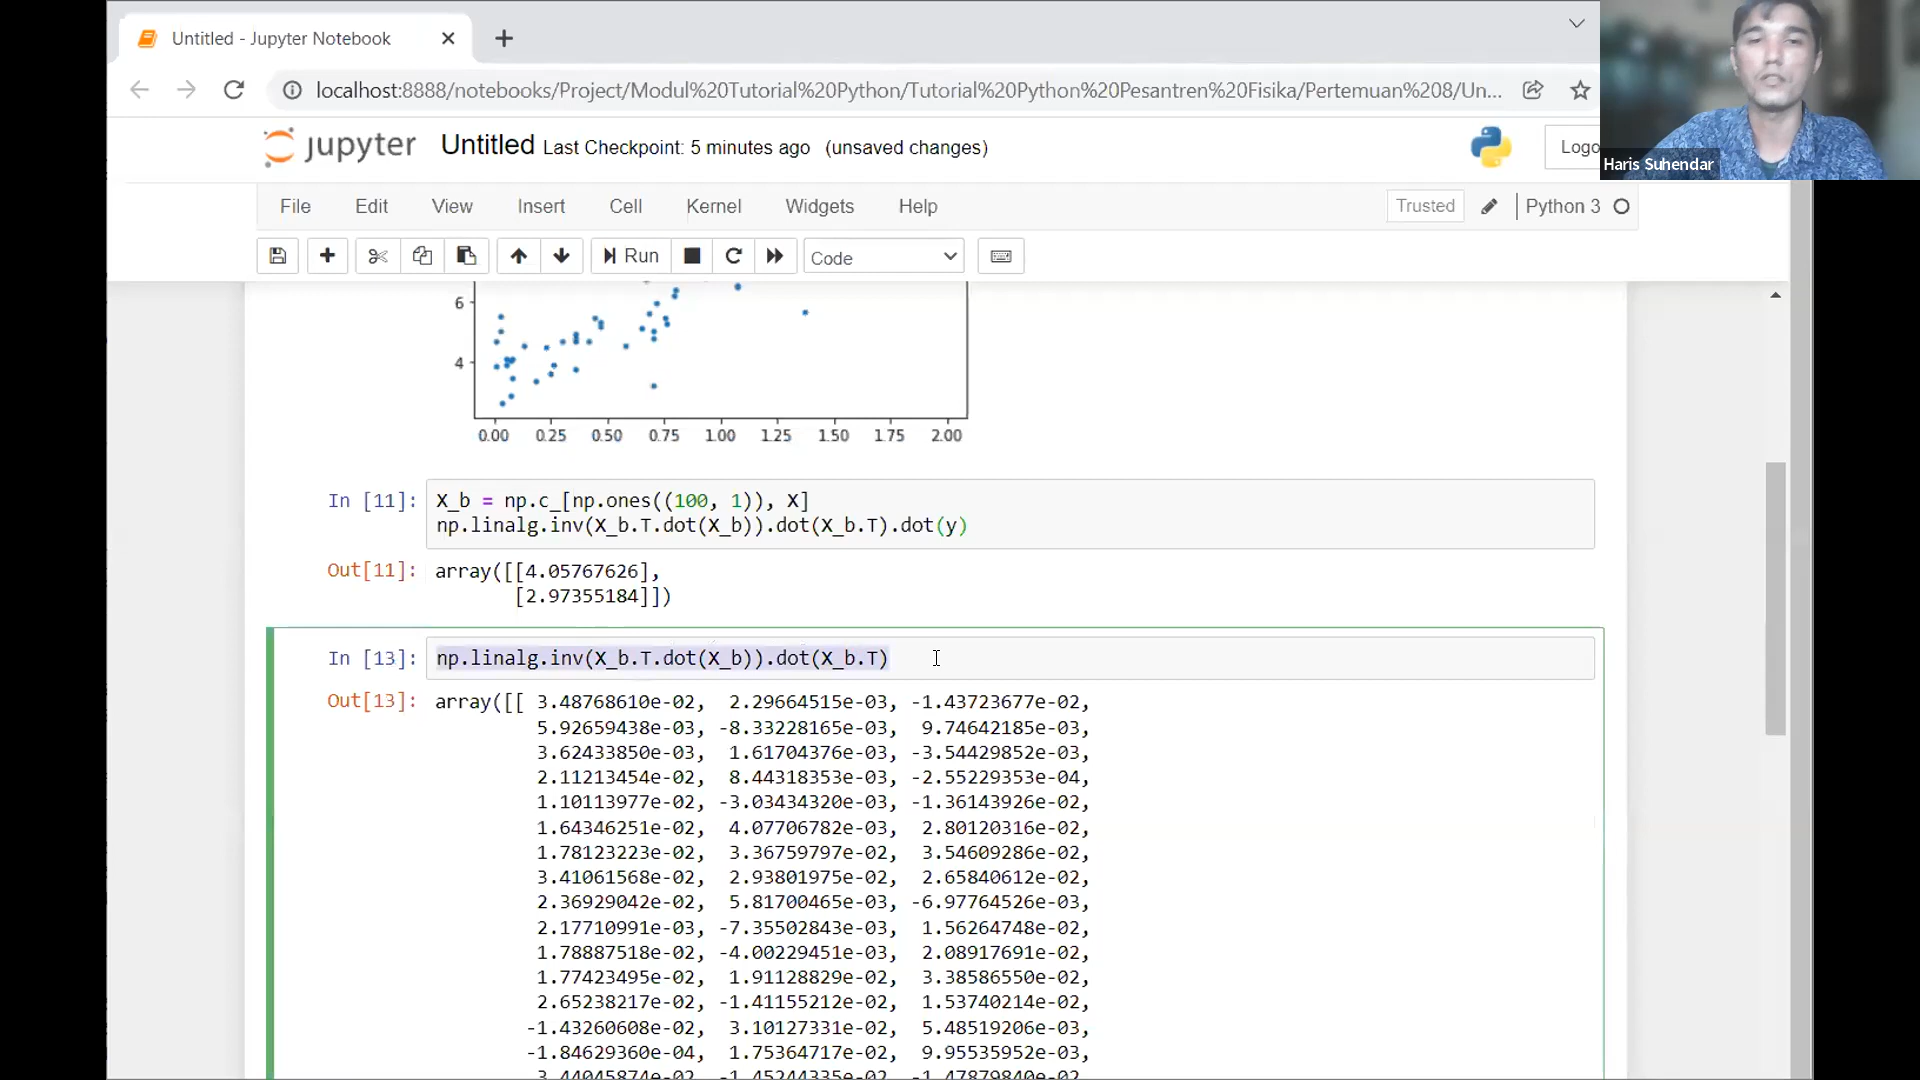 Untitled - Jupyter Notebook
localhost:8888/notebooks/Project/Modul%20Tutorial%20Python/Tutorial%20Python%20Pesantren%20Fisika/Pertemuan%208/Un...
jupyter Untitled Last Checkpoint: 5 minutes ago (unsaved changes)
Logo
Haris Suhendar
File Edit View Insert Cell Kernel Widgets Help Trusted Python 3
Run Code
6
4
0.00 0.25 0.50 0.75 1.00 1.25 1.50 1.75 2.00
In [11]: X_b = np.c_[np.ones((100, 1)), X]
np.linalg.inv(X_b.T.dot(X_b)).dot(X_b.T).dot(y)
Out[11]: array([[4.05767626],
[2.97355184]])
In [13]: np.linalg.inv(X_b.T.dot(X_b)).dot(X_b.T)
Out[13]: array([[ 3.48768610e-02, 2.29664515e-03, -1.43723677e-02,
5.92659438e-03, -8.33228165e-03, 9.74642185e-03,
3.62433850e-03, 1.61704376e-03, -3.54429852e-03,
2.11213454e-02, 8.44318353e-03, -2.55229353e-04,
1.10113977e-02, -3.03434320e-03, -1.36143926e-02,
1.64346251e-02, 4.07706782e-03, 2.80120316e-02,
1.78123223e-02, 3.36759797e-02, 3.54609286e-02,
3.41061568e-02, 2.93801975e-02, 2.65840612e-02,
2.36929042e-02, 5.81700465e-03, -6.97764526e-03,
2.17710991e-03, -7.35502843e-03, 1.56264748e-02,
1.78887518e-02, -4.00229451e-03, 2.08917691e-02,
1.77423495e-02, 1.91128829e-02, 3.38586550e-02,
2.65238217e-02, -1.41155212e-02, 1.53740214e-02,
-1.43260608e-02, 3.10127331e-02, 5.48519206e-03,
-1.84629360e-04, 1.75364717e-02, 9.95535952e-03,
3.44045874e-02, -1.45244335e-02, -1.47879840e-02,